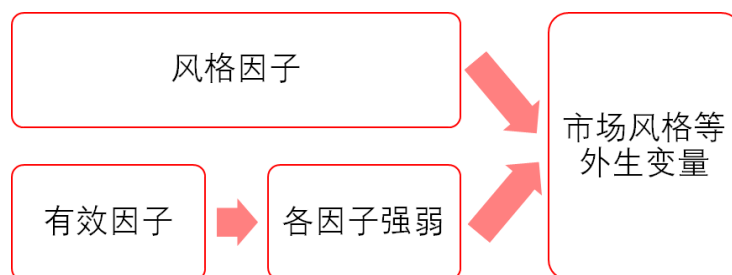 风格因子
有效因子
各因子强弱
市场风格等
外生变量